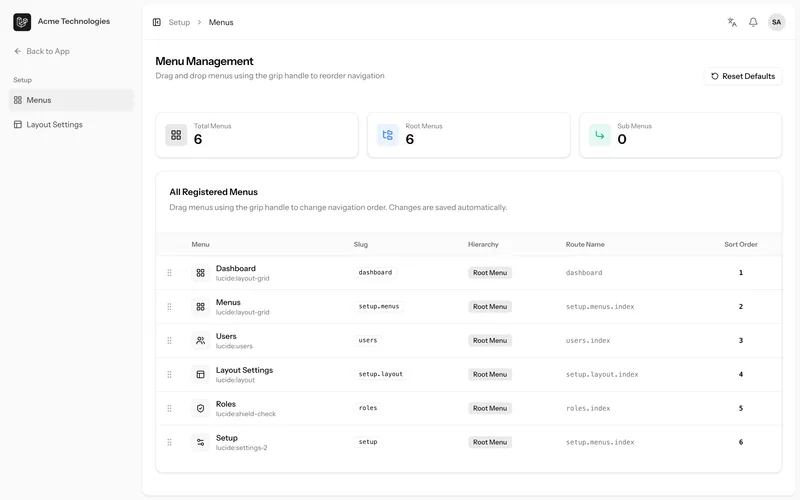 Acme Technologies
Back to App
Setup
Menus
Layout Settings
Setup > Menus
SA
Menu Management
Drag and drop menus using the grip handle to reorder navigation
Reset Defaults
Total Menus
6
Root Menus
6
Sub Menus
0
All Registered Menus
Drag menus using the grip handle to change navigation order. Changes are saved automatically.
Menu Slug Hierarchy Route Name Sort Order
Dashboard
lucide:layout-grid
dashboard Root Menu dashboard 1
Menus
lucide:layout-grid
setup.menus Root Menu setup.menus.index 2
Users
lucide:users
users Root Menu users.index 3
Layout Settings
lucide:layout
setup.layout Root Menu setup.layout.index 4
Roles
lucide:shield-check
roles Root Menu roles.index 5
Setup
lucide:settings-2
setup Root Menu setup.menus.index 6